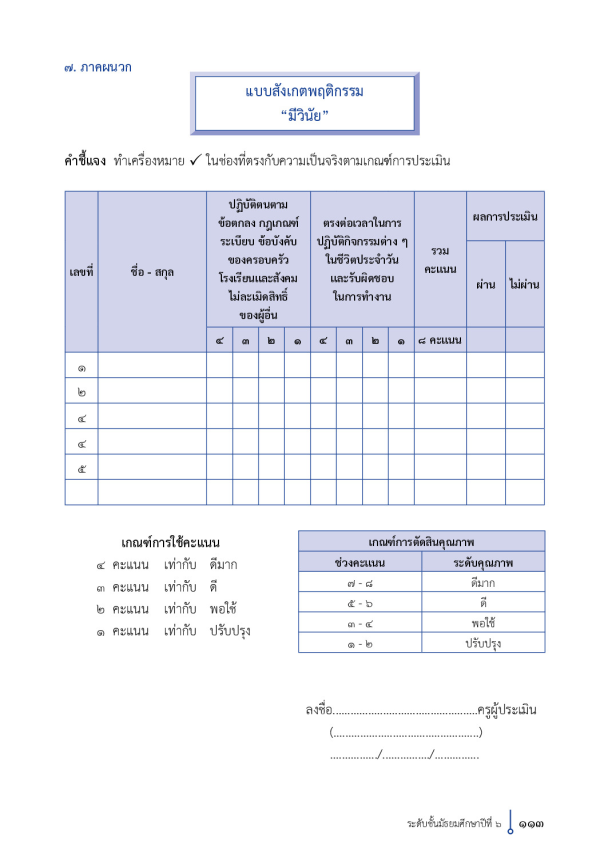 ๗. ภาคผนวก
แบบสังเกตพฤติกรรม
“มีวินัย”
คำชี้แจง ทำเครื่องหมาย ✓ ในช่องที่ตรงกับความเป็นจริงตามเกณฑ์การประเมิน
เลขที่
ชื่อ - สกุล
ปฏิบัติตนตาม
ข้อตกลง กฎเกณฑ์
ระเบียบ ข้อบังคับ
ของครอบครัว
โรงเรียนและสังคม
ไม่ละเมิดสิทธิ์
ของผู้อื่น
ตรงต่อเวลาในการ
ปฏิบัติกิจกรรมต่าง ๆ
ในชีวิตประจำวัน
และรับผิดชอบ
ในการทำงาน
รวม
คะแนน
ผลการประเมิน
ผ่าน ไม่ผ่าน
๔ ๓ ๒ ๑ ๔ ๓ ๒ ๑ ๘ คะแนน
๑
๒
๔
๔
๕
เกณฑ์การใช้คะแนน
๔ คะแนน เท่ากับ ดีมาก
๓ คะแนน เท่ากับ ดี
๒ คะแนน เท่ากับ พอใช้
๑ คะแนน เท่ากับ ปรับปรุง
เกณฑ์การตัดสินคุณภาพ
ช่วงคะแนน ระดับคุณภาพ
๗ - ๘ ดีมาก
๕ - ๖ ดี
๓ - ๔ พอใช้
๑ - ๒ ปรับปรุง
ลงชื่อ................................................ครูผู้ประเมิน
(................................................)
................/................/...............
ระดับชั้นมัธยมศึกษาปีที่ ๖ ๑๑๓